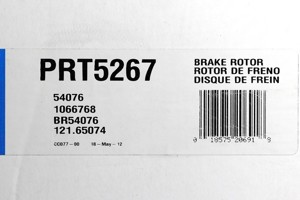 PRT5267
BRAKE ROTOR
ROTOR DE FRENO
DISQUE DE FREIN
54076
1066768
BR54076
121.65074
18-May-12
0 18575 20691 8